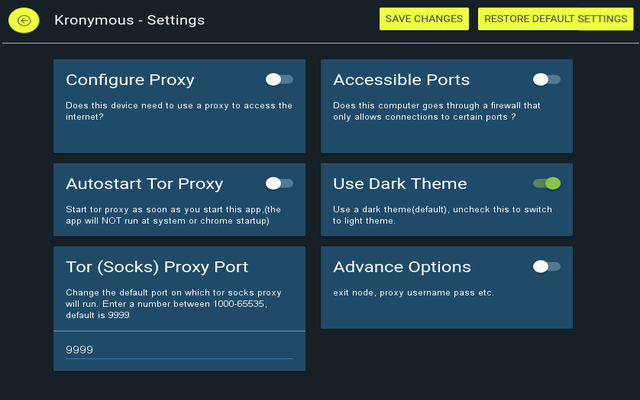 Kronymous - Settings
SAVE CHANGES
RESTORE DEFAULT SETTINGS
Configure Proxy
Does this device need to use a proxy to access the
internet?
Accessible Ports
Does this computer goes through a firewall that
only allows connections to certain ports ?
Autostart Tor Proxy
Start tor proxy as soon as you start this app,(the
app will NOT run at system or chrome startup)
Use Dark Theme
Use a dark theme(default), uncheck this to switch
to light theme.
Tor (Socks) Proxy Port
Change the default port on which tor socks proxy
will run. Enter a number between 1000-65535,
default is 9999
9999
Advance Options
exit node, proxy username pass etc.